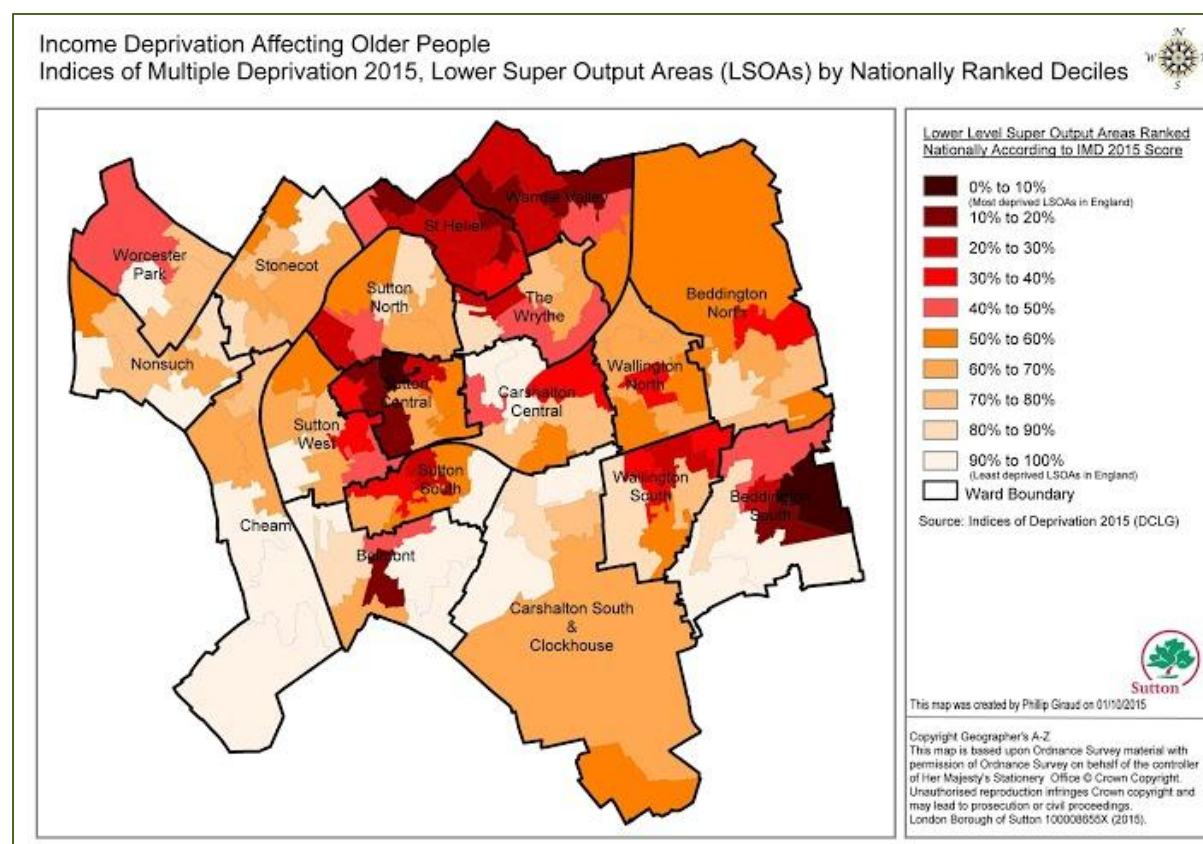 Income Deprivation Affecting Older People
Indices of Multiple Deprivation 2015, Lower Super Output Areas (LSOAs) by Nationally Ranked Deciles
N
W
S
Worcester
Park
Stonecot
Nonsuch
Sutton
North
St Helier
Wandle Valley
The
Wrythe
Beddington
North
Sutton
Central
Carshalton
Central
Wallington
North
Sutton
West
Sutton
South
Wallington
South
Beddington
South
Cheam
Belmont
Carshalton South
&
Clockhouse
Lower Level Super Output Areas Ranked
Nationally According to IMD 2015 Score
0% to 10%
(Most deprived LSOAs in England)
10% to 20%
20% to 30%
30% to 40%
40% to 50%
50% to 60%
60% to 70%
70% to 80%
80% to 90%
90% to 100%
(Least deprived LSOAs in England)
Ward Boundary
Source: Indices of Deprivation 2015 (DCLG)
Sutton
This map was created by Phillip Giraud on 01/10/2015
Copyright Geographer's A-Z
This map is based upon Ordnance Survey material with
permission of Ordnance Survey on behalf of the controller
of Her Majesty's Stationery Office © Crown Copyright.
Unauthorised reproduction infringes Crown copyright and
may lead to prosecution or civil proceedings.
London Borough of Sutton 100008655X (2015).